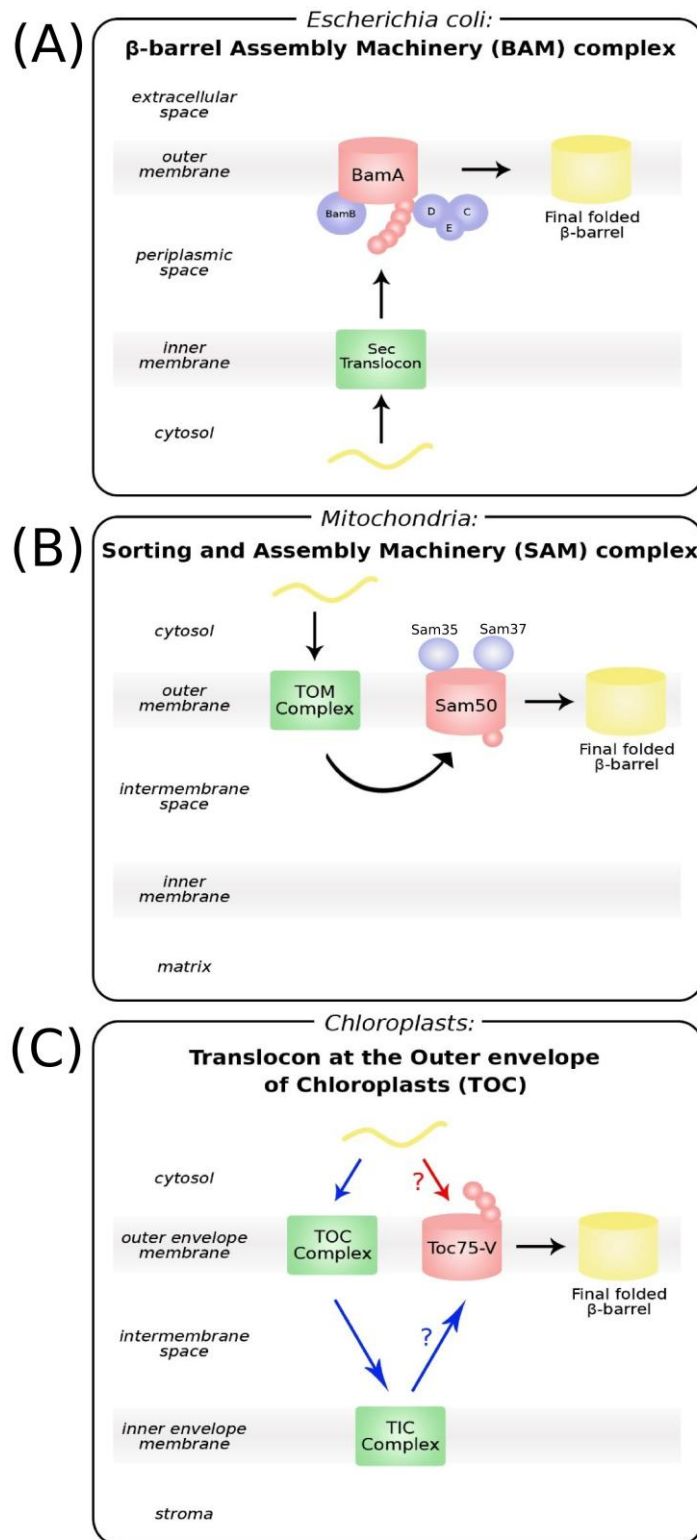 (A)
Escherichia coli:
β-barrel Assembly Machinery (BAM) complex
extracellular
space
outer
membrane
BamA
BamB
D
C
E
Final folded
β-barrel
periplasmic
space
inner
membrane
Sec
Translocon
cytosol
(B)
Mitochondria:
Sorting and Assembly Machinery (SAM) complex
cytosol
Sam35
Sam37
outer
membrane
TOM
Complex
Sam50
Final folded
β-barrel
intermembrane
space
inner
membrane
matrix
(C)
Chloroplasts:
Translocon at the Outer envelope
of Chloroplasts (TOC)
cytosol
?
outer envelope
membrane
TOC
Complex
Toc75-V
Final folded
β-barrel
intermembrane
space
?
inner envelope
membrane
TIC
Complex
stroma